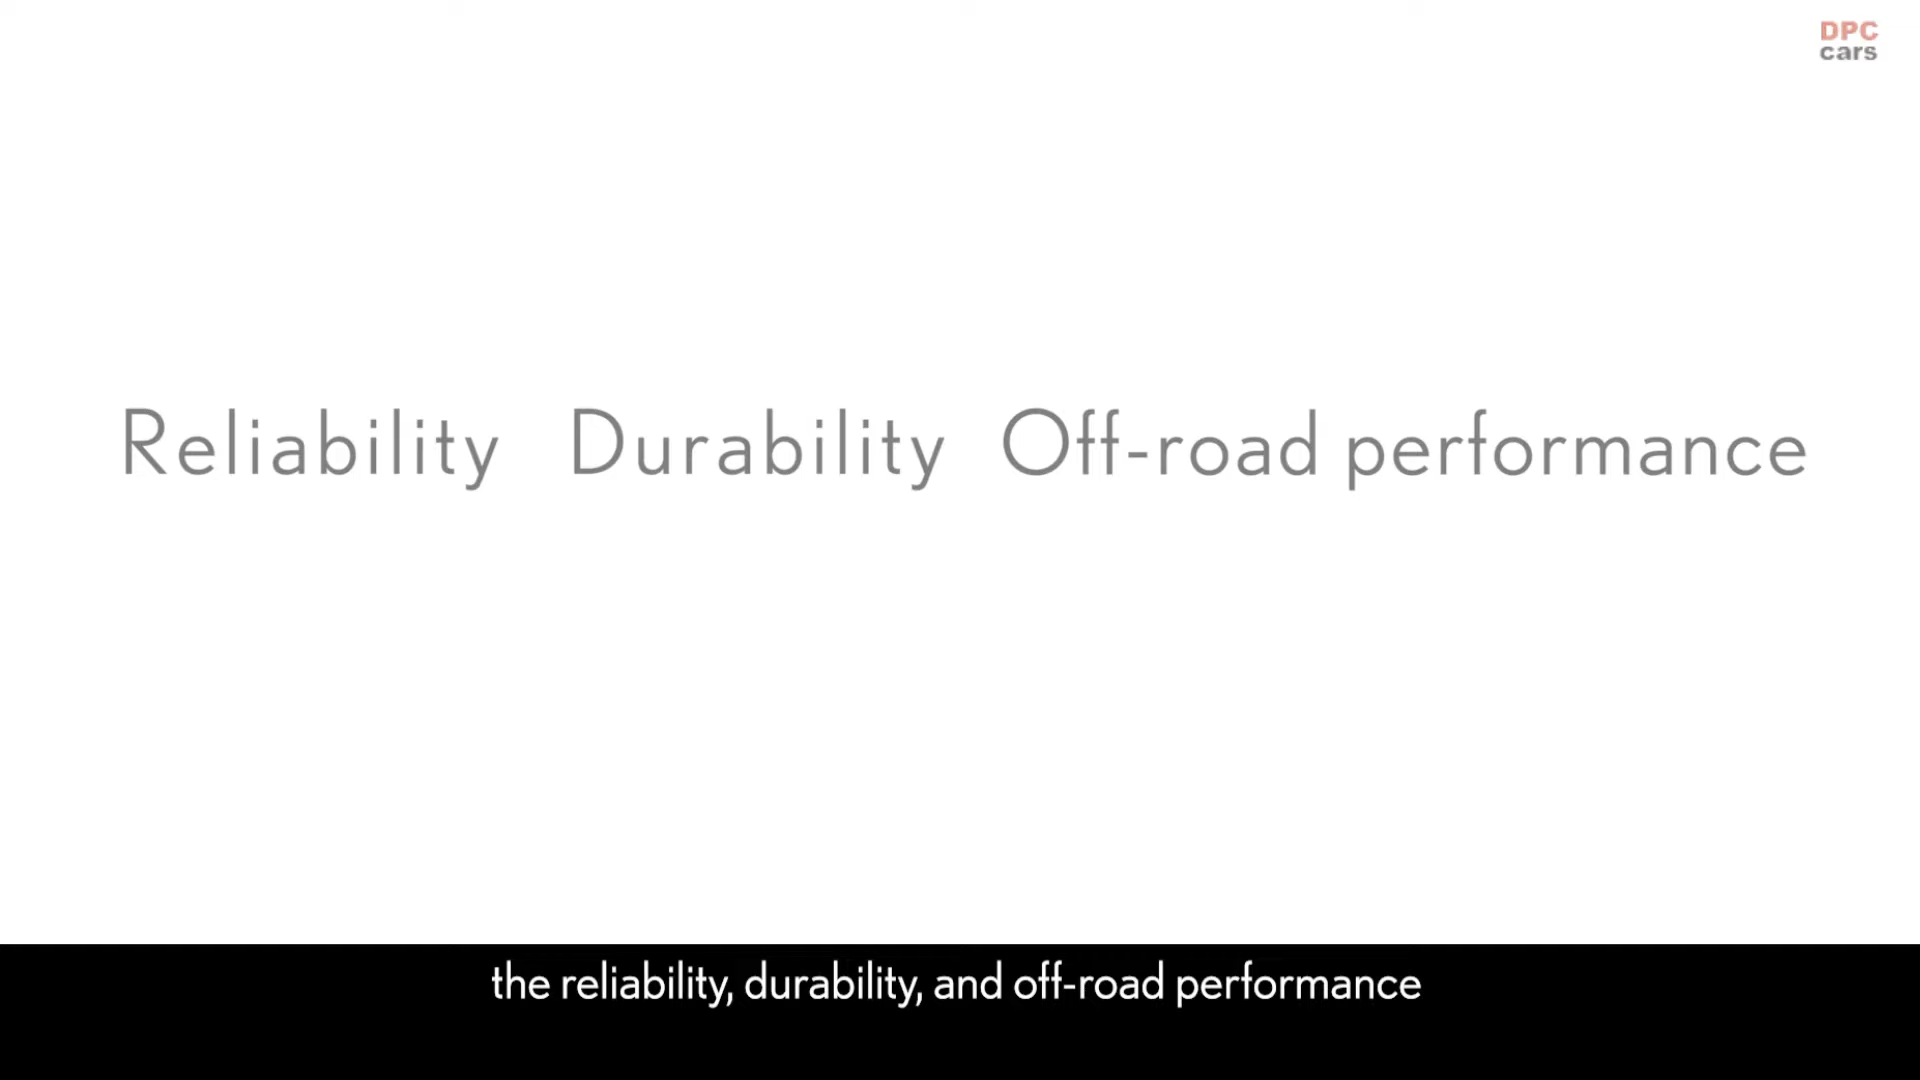 DPC
cars
Reliability Durability Off-road performance
the reliability, durability, and off-road performance